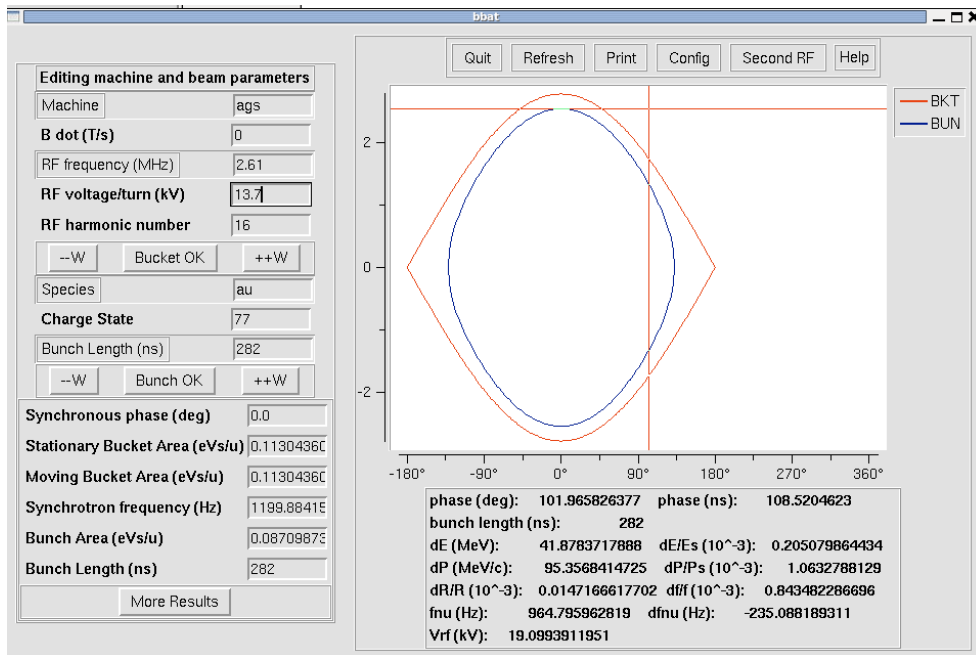 bbat
Quit Refresh Print Config Second RF Help
Editing machine and beam parameters
Machine ags
B dot (T/s) 0
RF frequency (MHz) 2.61
RF voltage/turn (kV) 13.7
RF harmonic number 16
--W Bucket OK ++W
Species au
Charge State 77
Bunch Length (ns) 282
--W Bunch OK ++W
Synchronous phase (deg) 0.0
Stationary Bucket Area (eVs/u) 0.11304360
Moving Bucket Area (eVs/u) 0.11304360
Synchrotron frequency (Hz) 1199.88415
Bunch Area (eVs/u) 0.08709873
Bunch Length (ns) 282
More Results
BKT
BUN
2
0
-2
-180° -90° 0° 90° 180° 270° 360°
phase (deg): 101.965826377 phase (ns): 108.5204623
bunch length (ns): 282
dE (MeV): 41.8783717888 dE/Es (10^-3): 0.205079864434
dP (MeV/c): 95.3568414725 dP/Ps (10^-3): 1.0632788129
dR/R (10^-3): 0.0147166617702 df/f (10^-3): 0.843482286696
fnu (Hz): 964.795962819 dfnu (Hz): -235.088189311
Vrf (kV): 19.0993911951